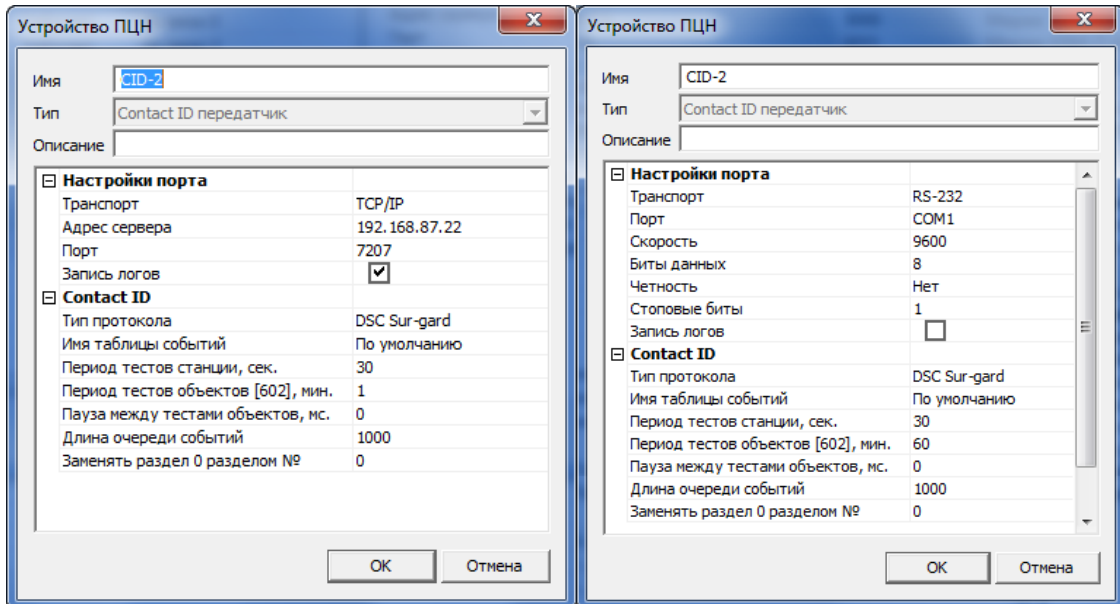 Устройство ПЦН
Имя CID-2
Тип Contact ID передатчик
Описание
Настройки порта
Транспорт TCP/IP
Адрес сервера 192.168.87.22
Порт 7207
Запись логов
Contact ID
Тип протокола DSC Sur-gard
Имя таблицы событий По умолчанию
Период тестов станции, сек. 30
Период тестов объектов [602], мин. 1
Пауза между тестами объектов, мс. 0
Длина очереди событий 1000
Заменять раздел 0 разделом № 0
OK Отмена
Устройство ПЦН
Имя CID-2
Тип Contact ID передатчик
Описание
Настройки порта
Транспорт RS-232
Порт COM1
Скорость 9600
Биты данных 8
Четность Нет
Стоповые биты 1
Запись логов
Contact ID
Тип протокола DSC Sur-gard
Имя таблицы событий По умолчанию
Период тестов станции, сек. 30
Период тестов объектов [602], мин. 60
Пауза между тестами объектов, мс. 0
Длина очереди событий 1000
Заменять раздел 0 разделом № 0
OK Отмена